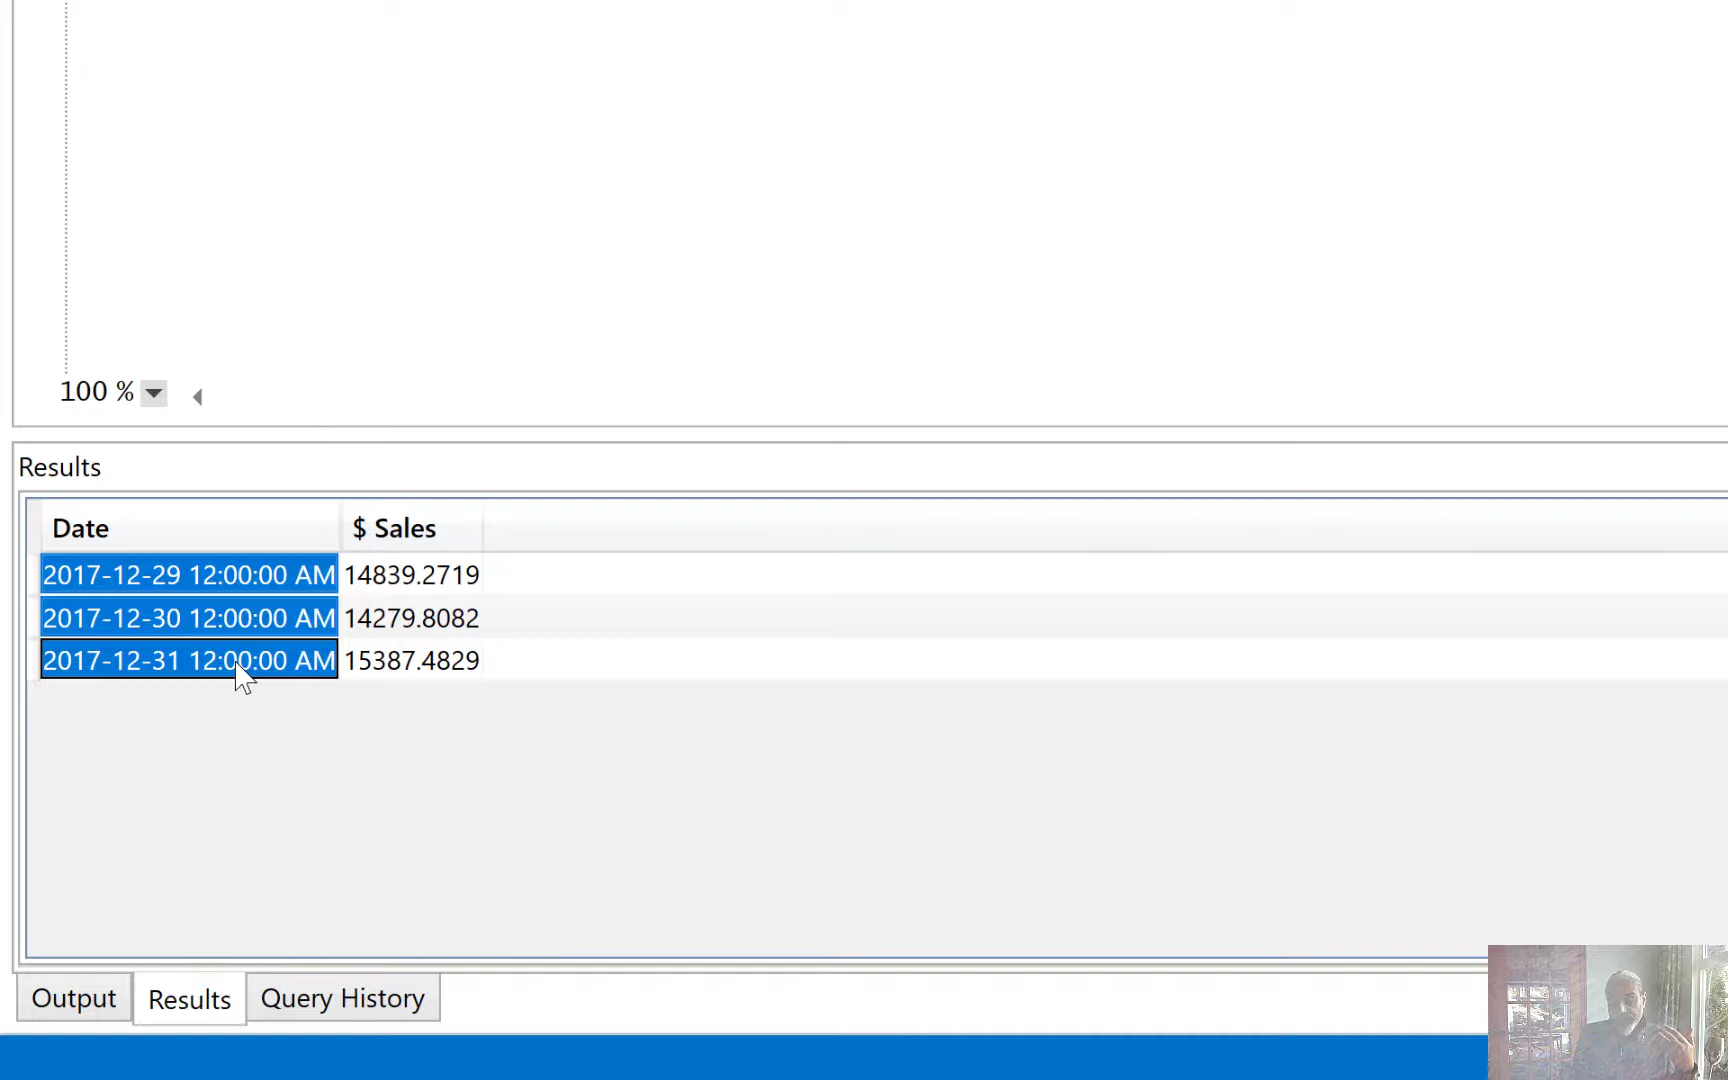 100 %
Results
Date $ Sales
2017-12-29 12:00:00 AM 14839.2719
2017-12-30 12:00:00 AM 14279.8082
2017-12-31 12:00:00 AM 15387.4829
Output Results Query History